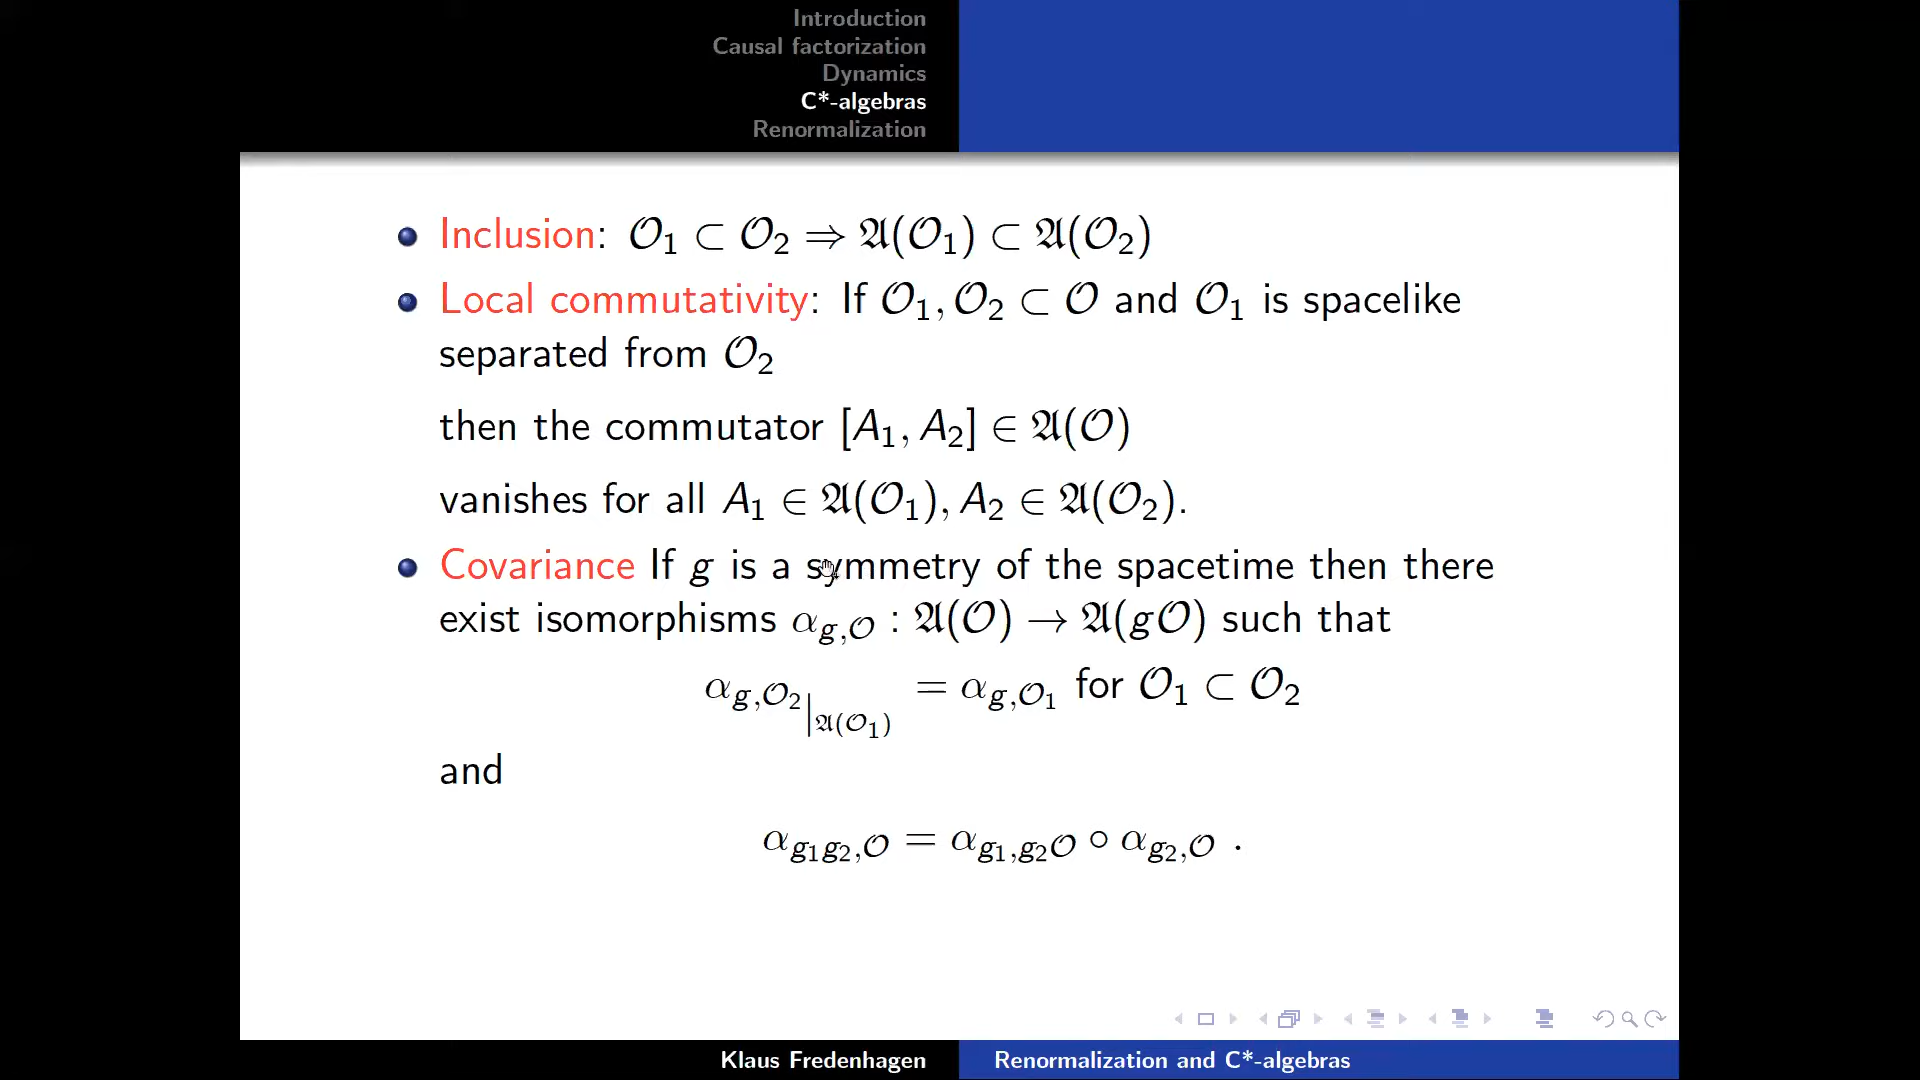 Introduction
Causal factorization
Dynamics
C*-algebras
Renormalization
Inclusion: 𝒪₁ ⊂ 𝒪₂ ⇒ 𝔄(𝒪₁) ⊂ 𝔄(𝒪₂)
Local commutativity: If 𝒪₁, 𝒪₂ ⊂ 𝒪 and 𝒪₁ is spacelike
separated from 𝒪₂
then the commutator [A₁, A₂] ∈ 𝔄(𝒪)
vanishes for all A₁ ∈ 𝔄(𝒪₁), A₂ ∈ 𝔄(𝒪₂).
Covariance If g is a symmetry of the spacetime then there
exist isomorphisms α_{g,𝒪} : 𝔄(𝒪) → 𝔄(g𝒪) such that
α_{g,𝒪₂}|_{𝔄(𝒪₁)} = α_{g,𝒪₁} for 𝒪₁ ⊂ 𝒪₂
and
α_{g₁g₂,𝒪} = α_{g₁,g₂𝒪} ∘ α_{g₂,𝒪} .
Klaus Fredenhagen
Renormalization and C*-algebras